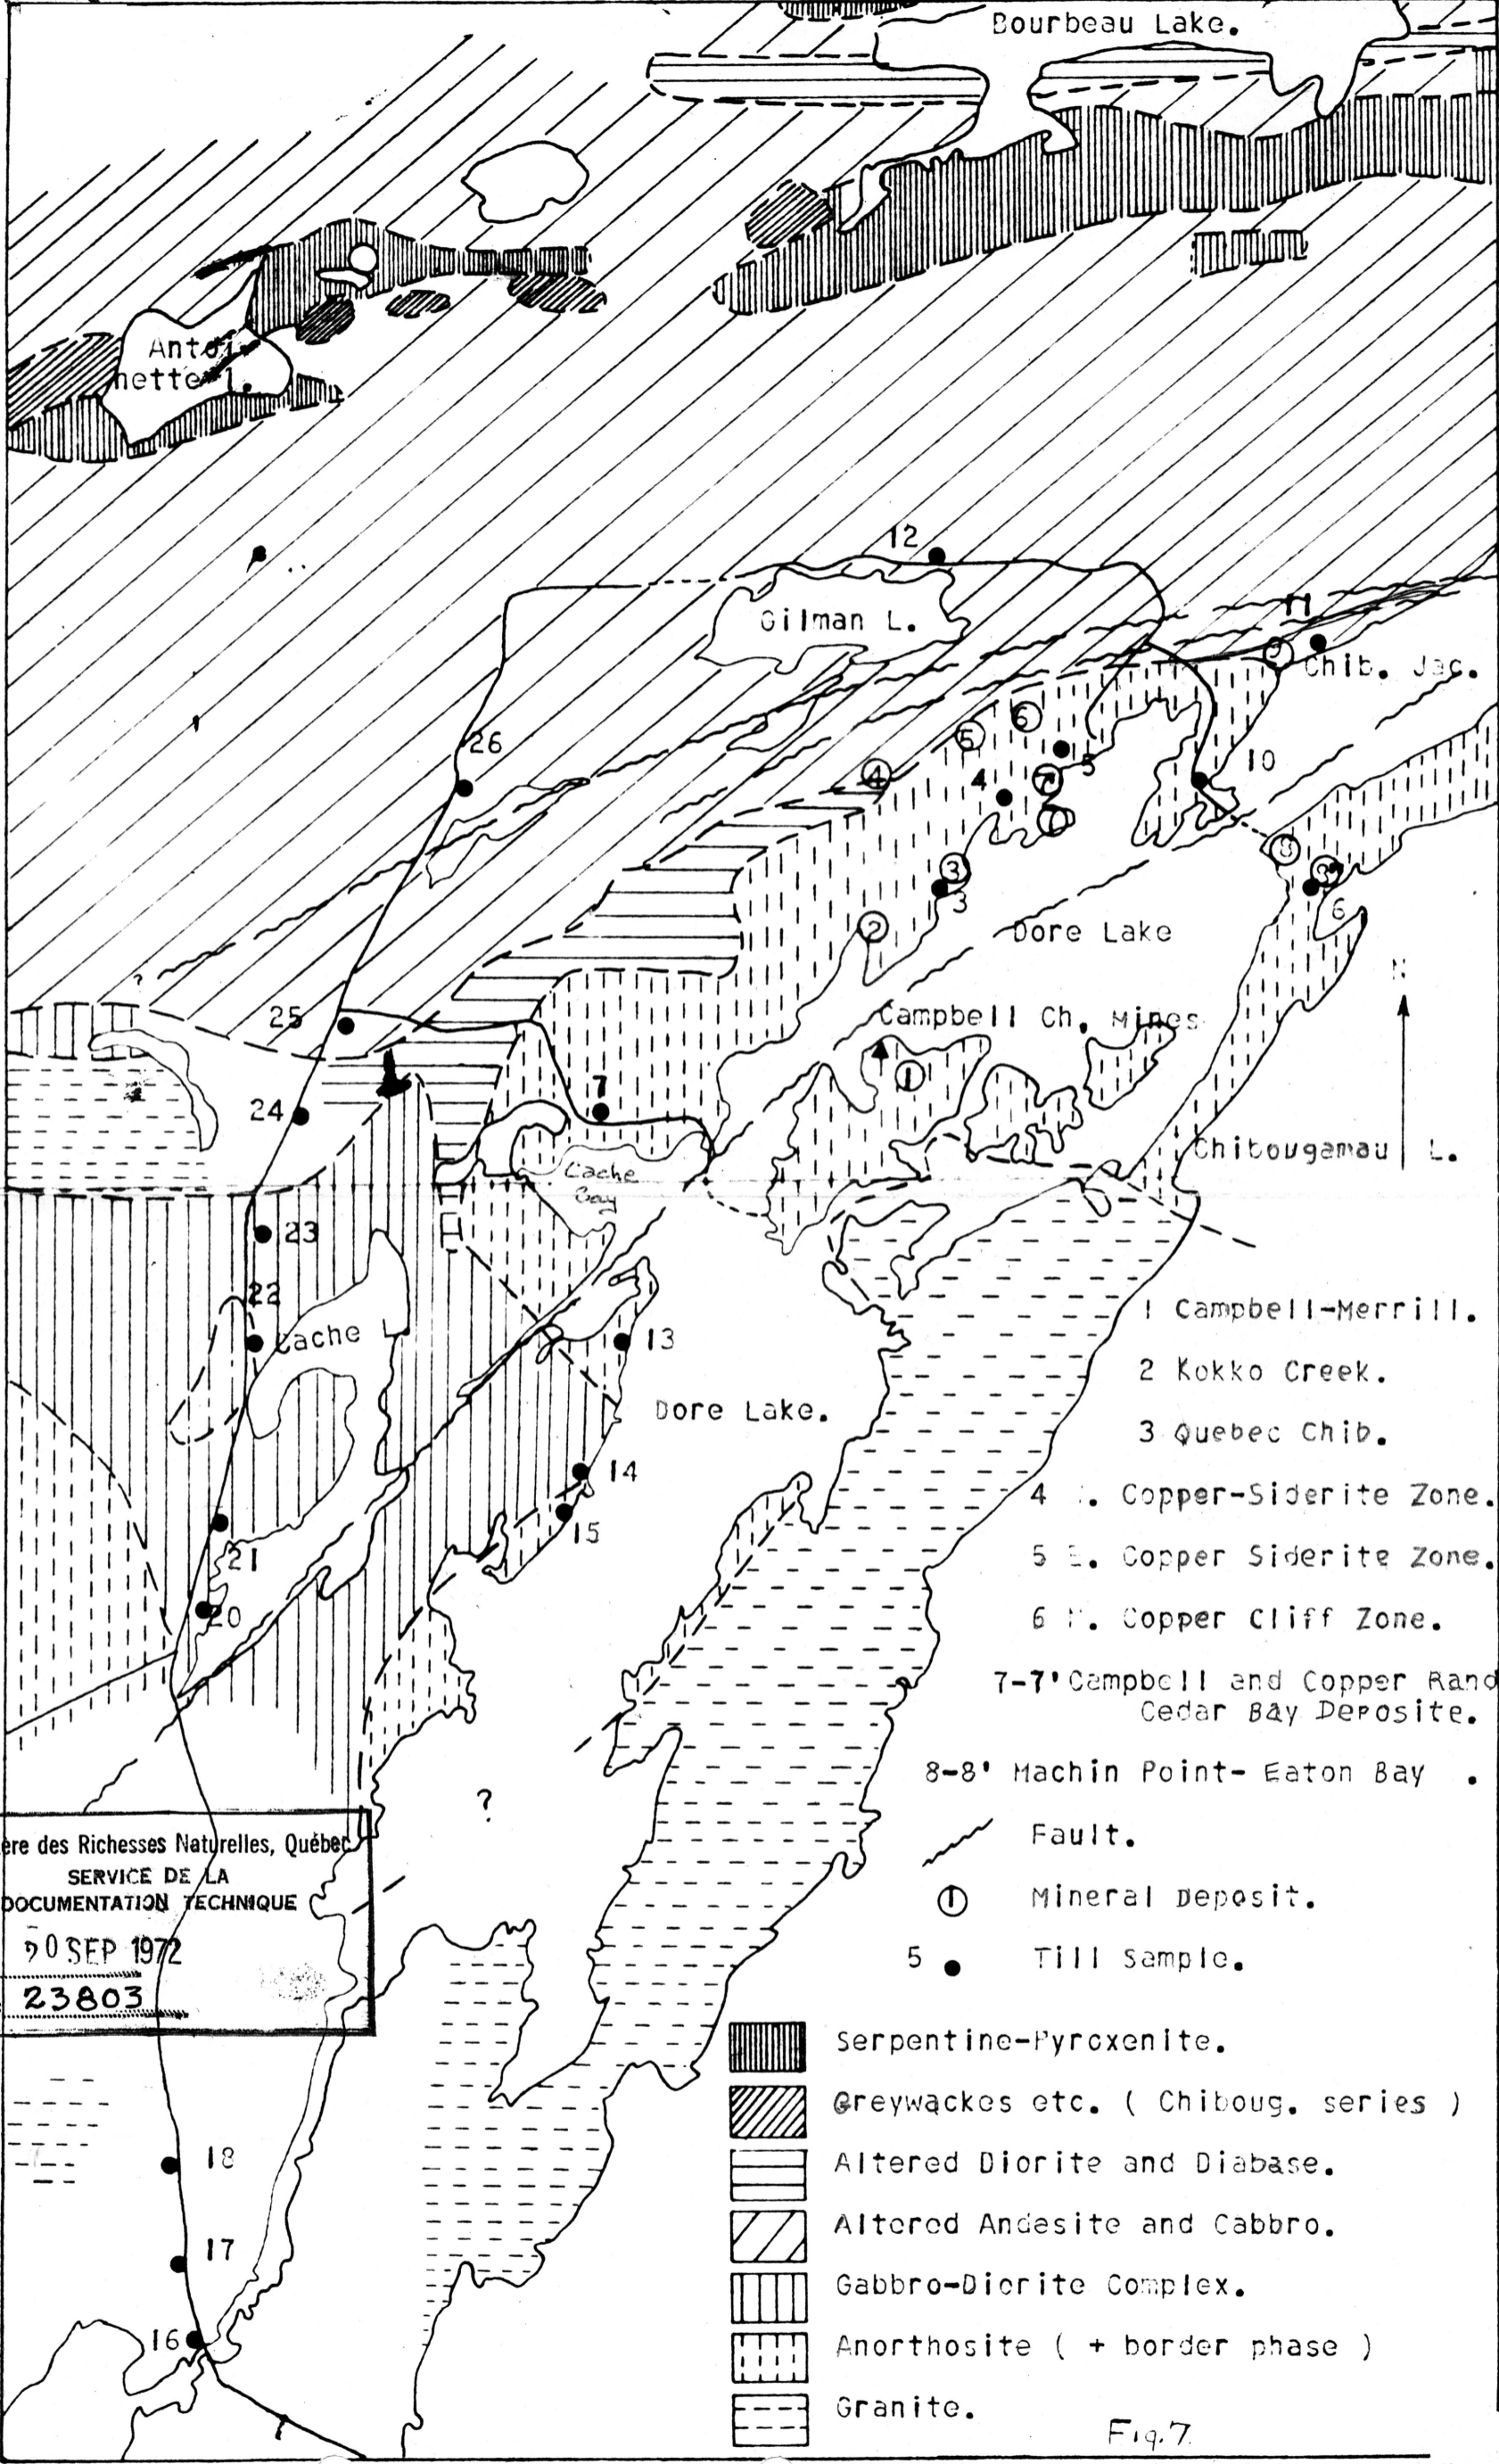 Bourbeau Lake.
Antoi
nette l.
12
Gilman L.
11
9
Chib. Jac.
26
6
5
5
4
4
7
10
8
8'
3
3
6
2
Dore Lake
N
25
Campbell Ch. Mines
1
24
7
Chibougamau L.
Cache
Bay
23
22
Cache L
13
Dore Lake.
14
15
21
20
?
1 Campbell-Merrill.
2 Kokko Creek.
3 Quebec Chib.
4 . Copper-Siderite Zone.
5 E. Copper Siderite Zone.
6 . Copper Cliff Zone.
7-7' Campbell and Copper Rand
Cedar Bay Deposite.
8-8' Machin Point- Eaton Bay .
Fault.
1 Mineral Deposit.
5 Till Sample.
ère des Richesses Naturelles, Québec
SERVICE DE LA
DOCUMENTATION TECHNIQUE
20 SEP 1972
23803
18
17
16
Serpentine-Pyroxenite.
Greywackes etc. ( Chiboug. series )
Altered Diorite and Diabase.
Altered Andesite and Cabbro.
Gabbro-Diorite Complex.
Anorthosite ( + border phase )
Granite.
Fig.7.